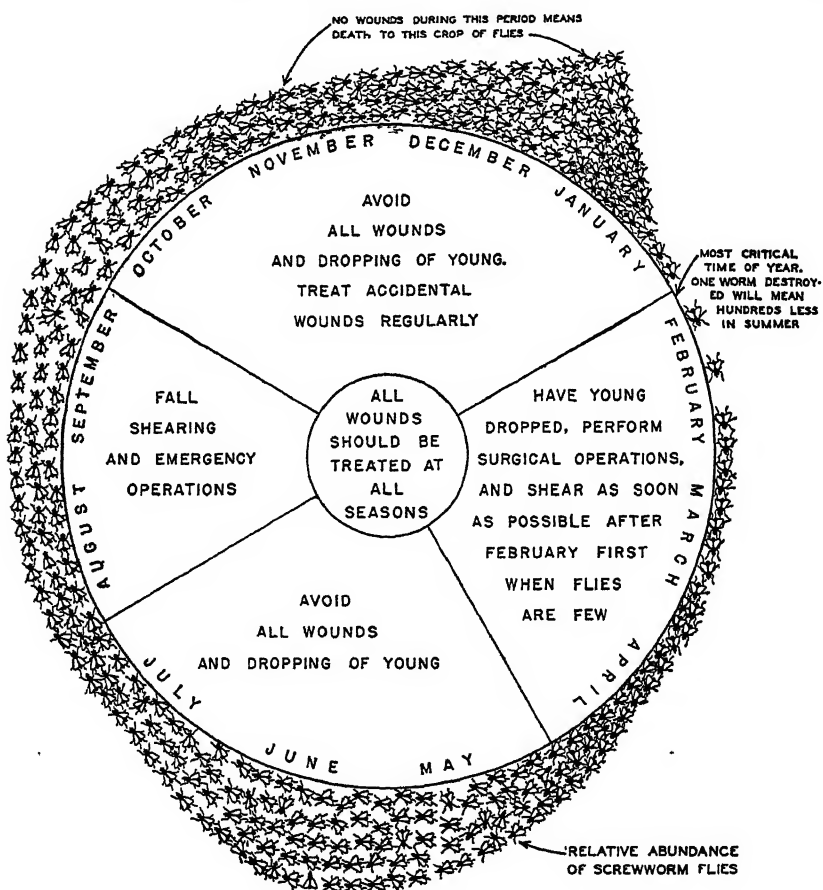 NO WOUNDS DURING THIS PERIOD MEANS
DEATH TO THIS CROP OF FLIES
NOVEMBER
DECEMBER
OCTOBER
JANUARY
AVOID
ALL WOUNDS
AND DROPPING OF YOUNG.
TREAT ACCIDENTAL
WOUNDS REGULARLY
MOST CRITICAL
TIME OF YEAR.
ONE WORM DESTROY-
ED WILL MEAN
HUNDREDS LESS
IN SUMMER
SEPTEMBER
FEBRUARY
FALL
SHEARING
AND EMERGENCY
OPERATIONS
ALL
WOUNDS
SHOULD BE
TREATED AT
ALL
SEASONS
HAVE YOUNG
DROPPED, PERFORM
SURGICAL OPERATIONS,
AND SHEAR AS SOON
AS POSSIBLE AFTER
FEBRUARY FIRST
WHEN FLIES
ARE FEW
AUGUST
MARCH
AVOID
ALL WOUNDS
AND DROPPING OF YOUNG
JULY
APRIL
JUNE
MAY
RELATIVE ABUNDANCE
OF SCREWWORM FLIES